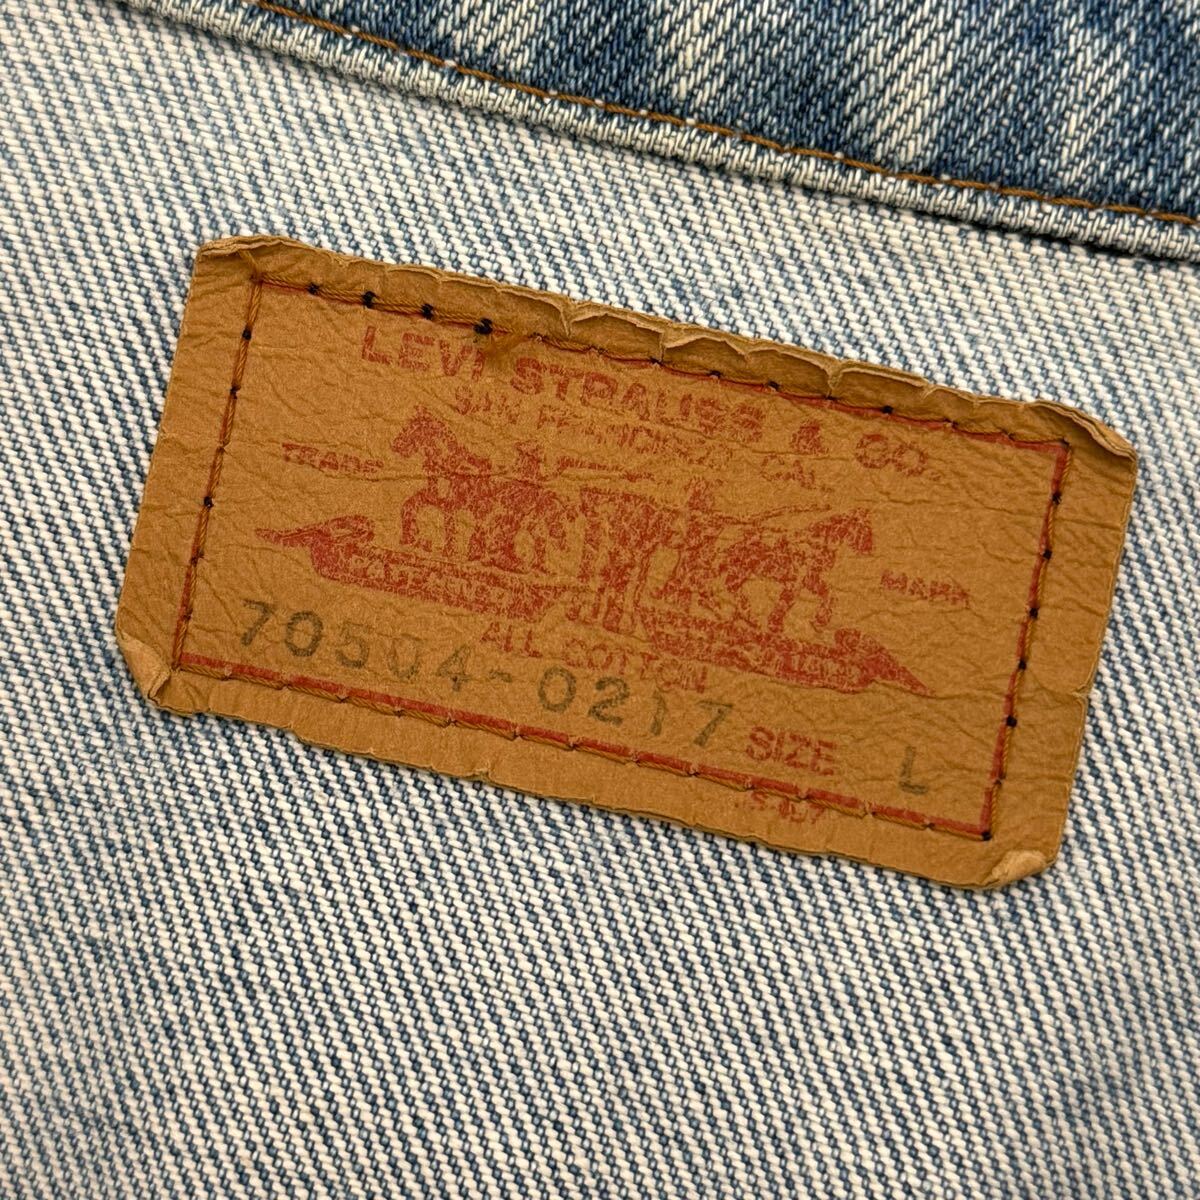 LEVI STRAUSS & CO.
SAN FRANCISCO CAL.
TRADE MARK
ALL COTTON
70504-0217 SIZE L